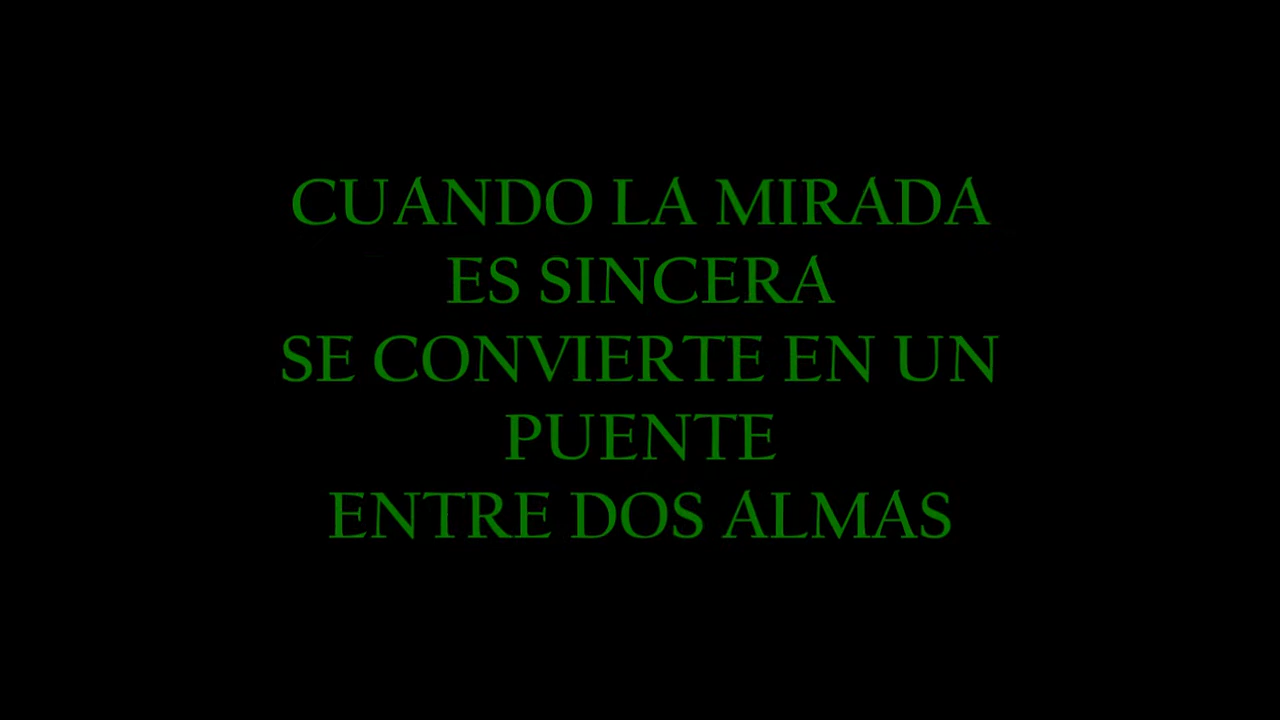 CUANDO LA MIRADA
ES SINCERA
SE CONVIERTE EN UN
PUENTE
ENTRE DOS ALMAS